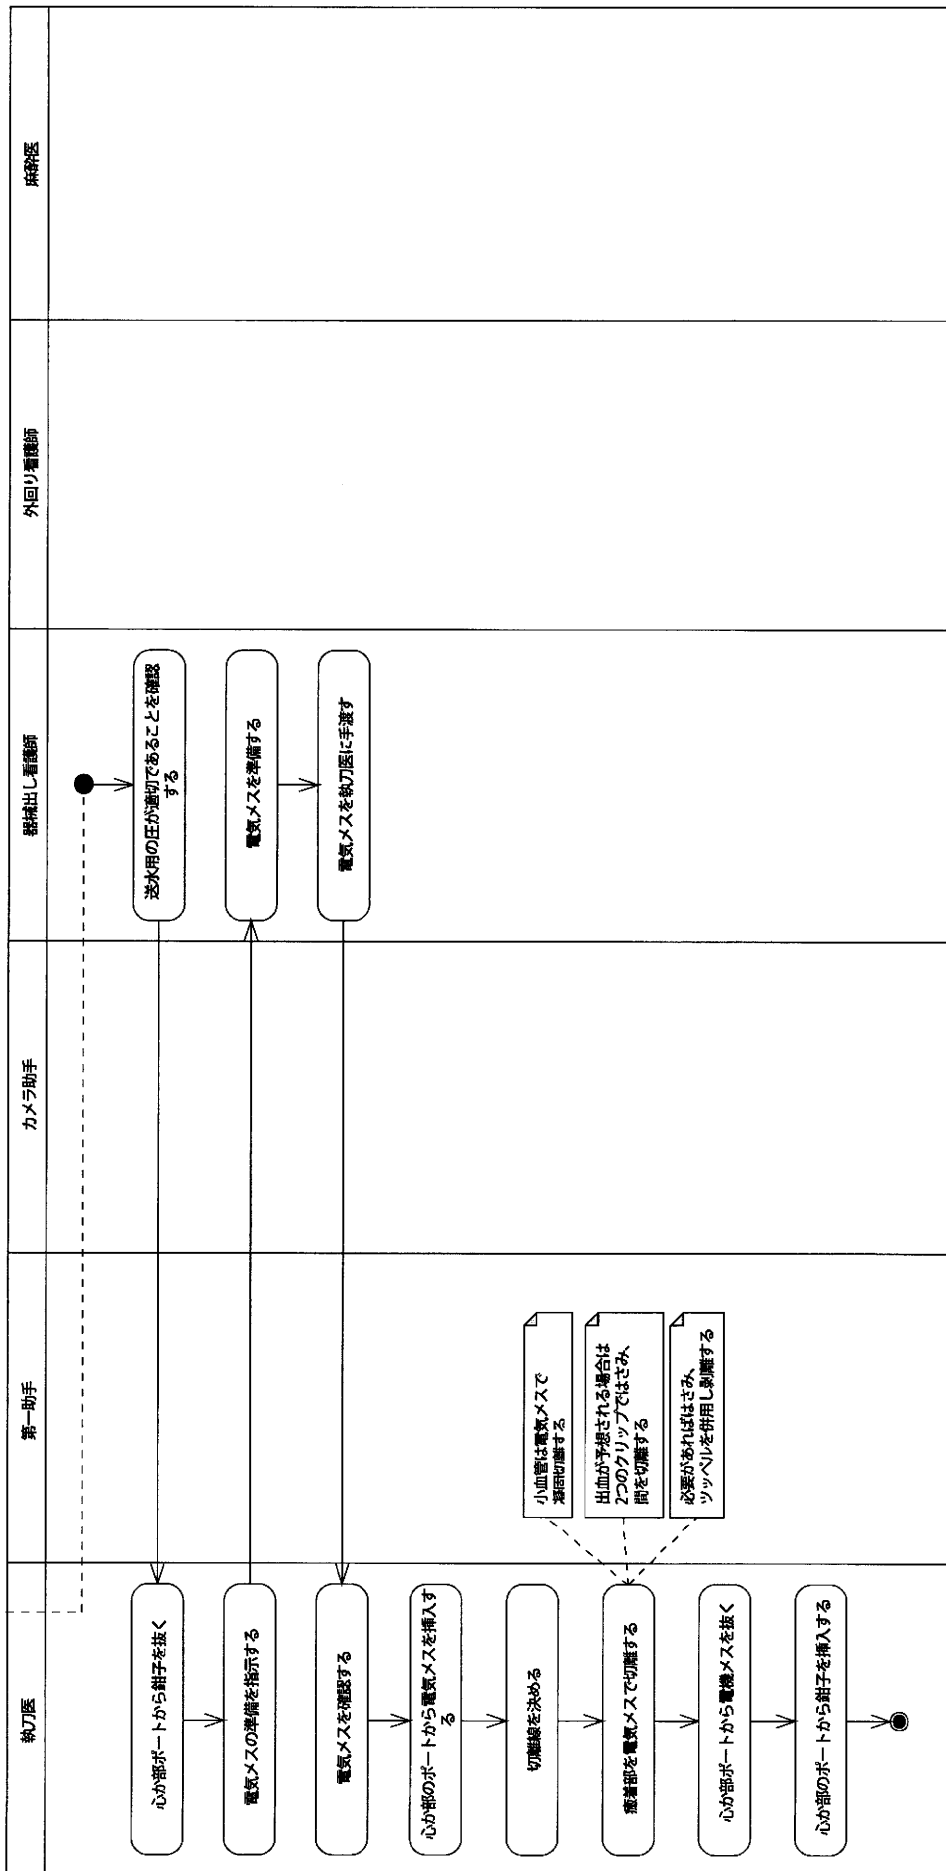 執刀医
第一助手
カメラ助手
器械出し看護師
外回り看護師
麻酔医
送水用の圧が適切であることを確認
する
心か部ポートから鉗子を抜く
電気メスの準備を指示する
電気メスを準備する
電気メスを執刀医に手渡す
電気メスを確認する
心か部のポートから電気メスを挿入す
る
切離線を決める
癒着部を電気メスで切離する
小血管は電気メスで
凝固切離する
出血が予想される場合は
2つのクリップではさみ、
間を切離する
必要があればはさみ、
ツッペルを併用し剥離する
心か部ポートから電機メスを抜く
心か部のポートから鉗子を挿入する